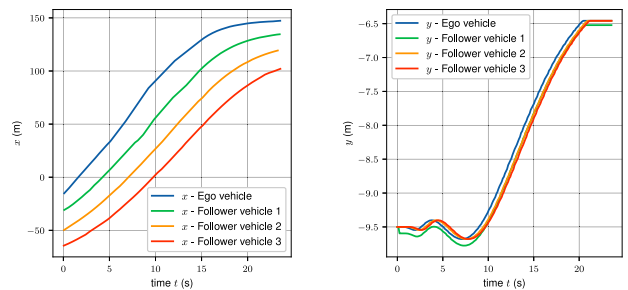 150
100
50
0
−50
x (m)
0
5
10
15
20
time t (s)
x - Ego vehicle
x - Follower vehicle 1
x - Follower vehicle 2
x - Follower vehicle 3
−6.5
−7.0
−7.5
−8.0
−8.5
−9.0
−9.5
y (m)
0
5
10
15
20
time t (s)
y - Ego vehicle
y - Follower vehicle 1
y - Follower vehicle 2
y - Follower vehicle 3